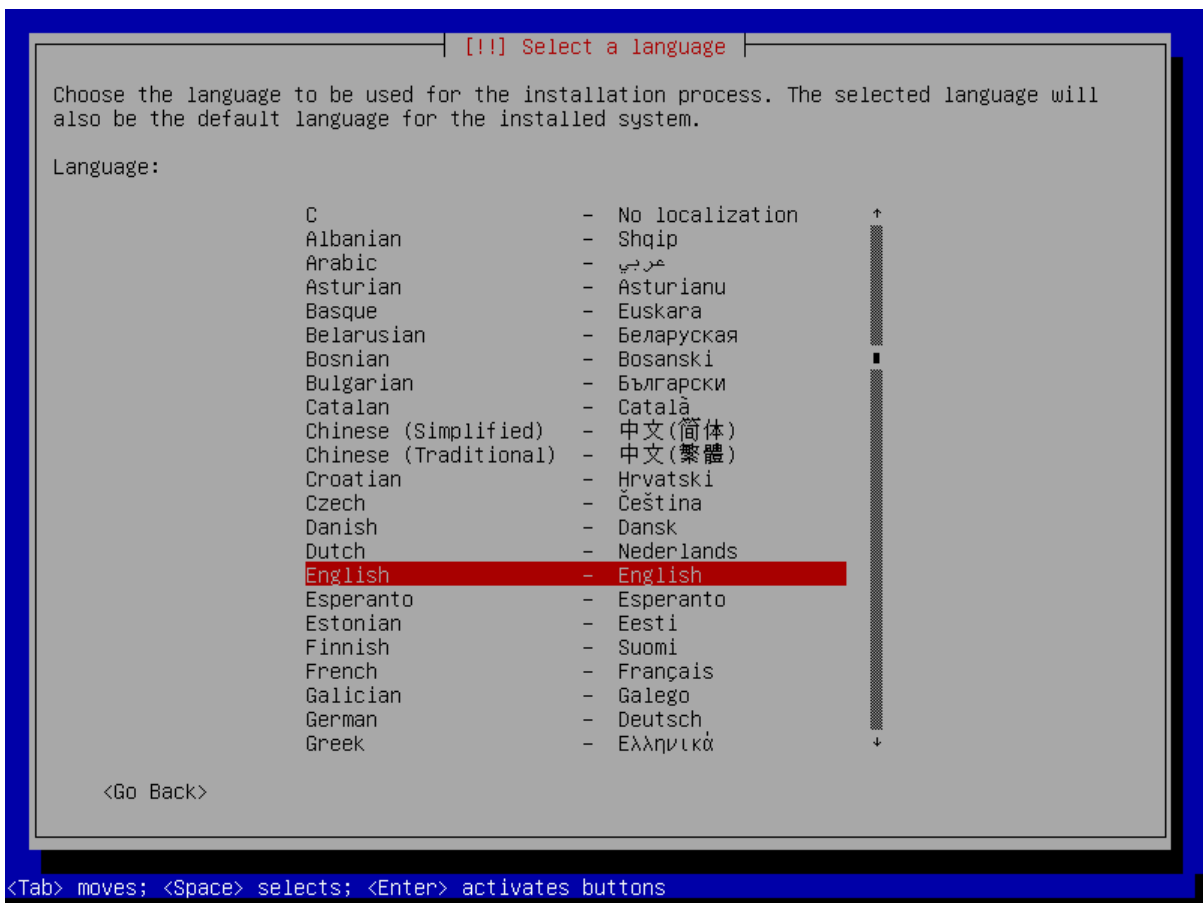 [!!] Select a language
Choose the language to be used for the installation process. The selected language will
also be the default language for the installed system.
Language:
C - No localization
Albanian - Shqip
Arabic - عربي
Asturian - Asturianu
Basque - Euskara
Belarusian - Беларуская
Bosnian - Bosanski
Bulgarian - Български
Catalan - Català
Chinese (Simplified) - 中文(简体)
Chinese (Traditional) - 中文(繁體)
Croatian - Hrvatski
Czech - Čeština
Danish - Dansk
Dutch - Nederlands
English - English
Esperanto - Esperanto
Estonian - Eesti
Finnish - Suomi
French - Français
Galician - Galego
German - Deutsch
Greek - Ελληνικά
<Go Back>
<Tab> moves; <Space> selects; <Enter> activates buttons